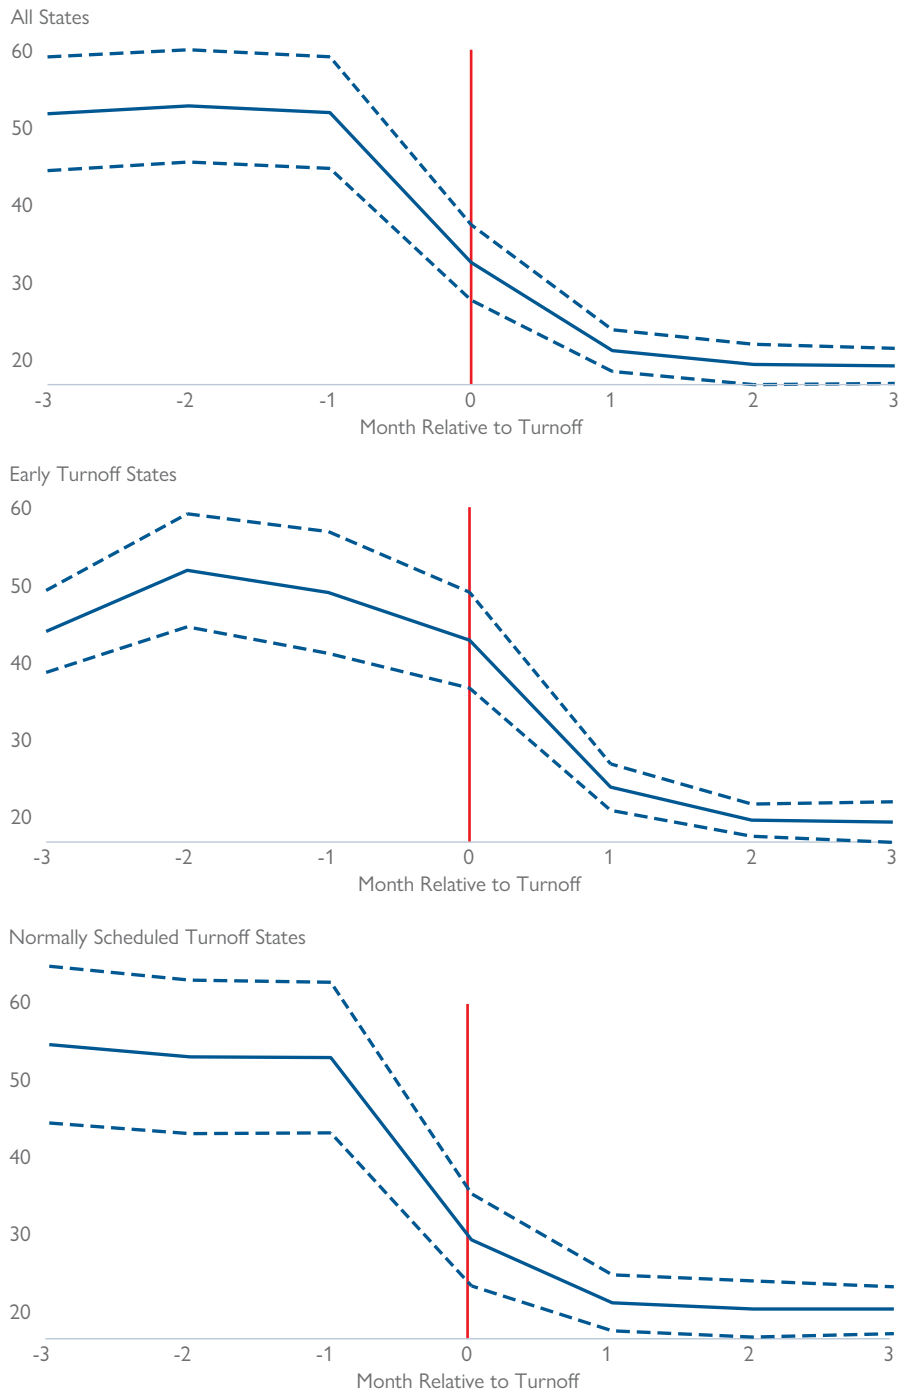 All States
60
50
40
30
20
-3 -2 -1 0 1 2 3
Month Relative to Turnoff
Early Turnoff States
60
50
40
30
20
-3 -2 -1 0 1 2 3
Month Relative to Turnoff
Normally Scheduled Turnoff States
60
50
40
30
20
-3 -2 -1 0 1 2 3
Month Relative to Turnoff